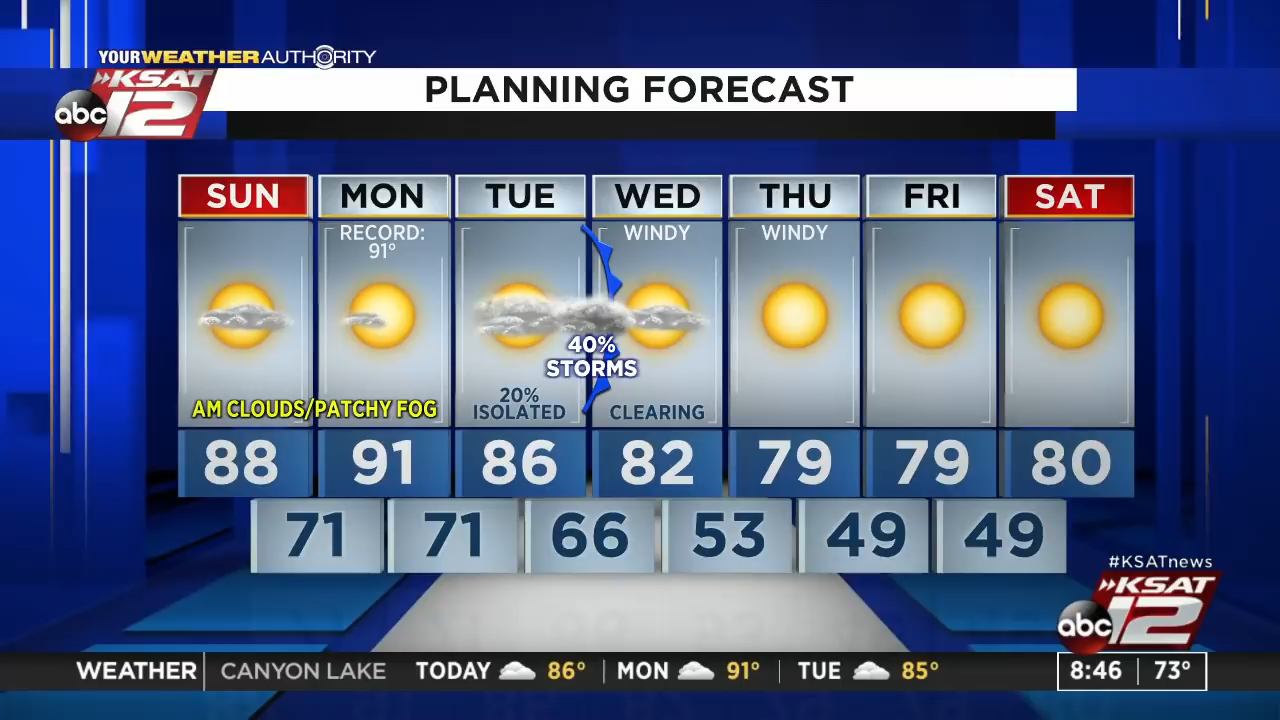 YOURWEATHERAUTHORITY
KSAT
abc 12
PLANNING FORECAST
SUN MON TUE WED THU FRI SAT
RECORD: 91°
WINDY
WINDY
40% STORMS
AM CLOUDS/PATCHY FOG
20% ISOLATED
CLEARING
88 91 86 82 79 79 80
71 71 66 53 49 49
#KSATnews
KSAT
abc 12
WEATHER CANYON LAKE TODAY 86° MON 91° TUE 85° 8:46 73°